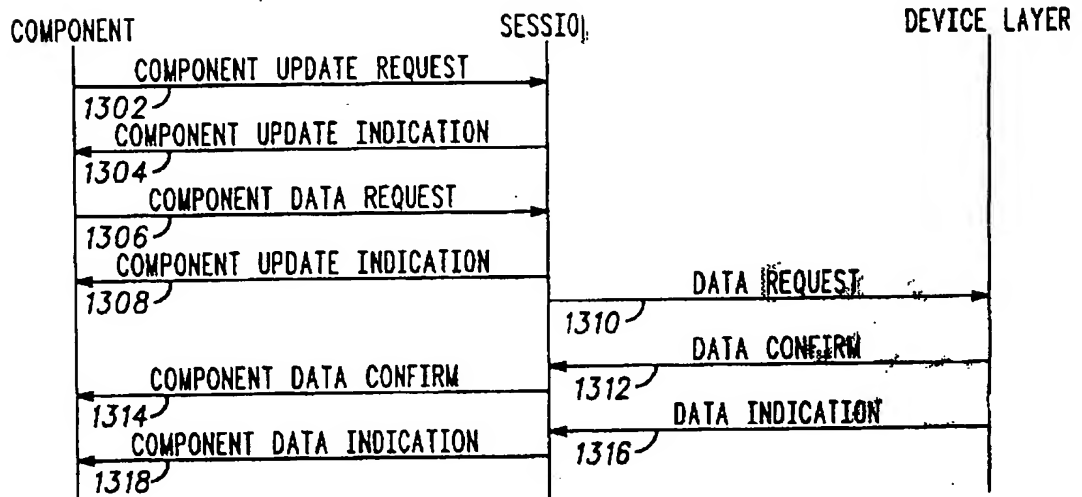 COMPONENT SESSION DEVICE LAYER
COMPONENT UPDATE REQUEST
1302
COMPONENT UPDATE INDICATION
1304
COMPONENT DATA REQUEST
1306
COMPONENT UPDATE INDICATION
1308
DATA REQUEST
1310
DATA CONFIRM
1312
COMPONENT DATA CONFIRM
1314
DATA INDICATION
1316
COMPONENT DATA INDICATION
1318